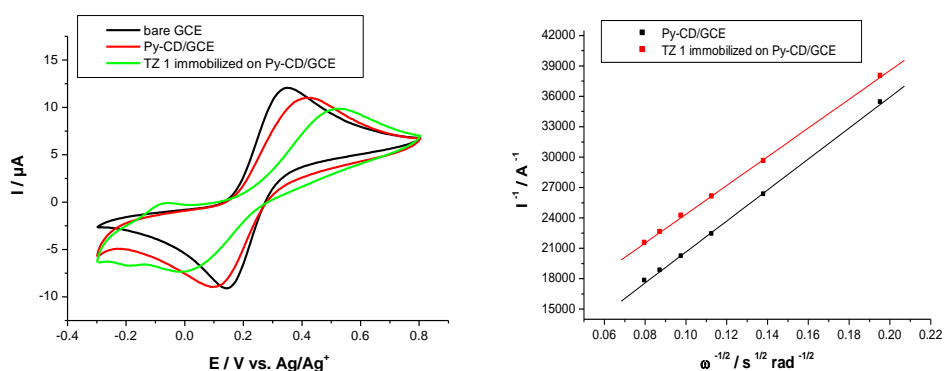 bare GCE
Py-CD/GCE
TZ 1 immobilized on Py-CD/GCE
15
10
5
0
-5
-10
I / µA
-0.4 -0.2 0.0 0.2 0.4 0.6 0.8
E / V vs. Ag/Ag⁺
Py-CD/GCE
TZ 1 immobilized on Py-CD/GCE
42000
39000
36000
33000
30000
27000
24000
21000
18000
15000
I⁻¹ / A⁻¹
0.06 0.08 0.10 0.12 0.14 0.16 0.18 0.20 0.22
ω⁻¹/² / s¹/² rad⁻¹/²